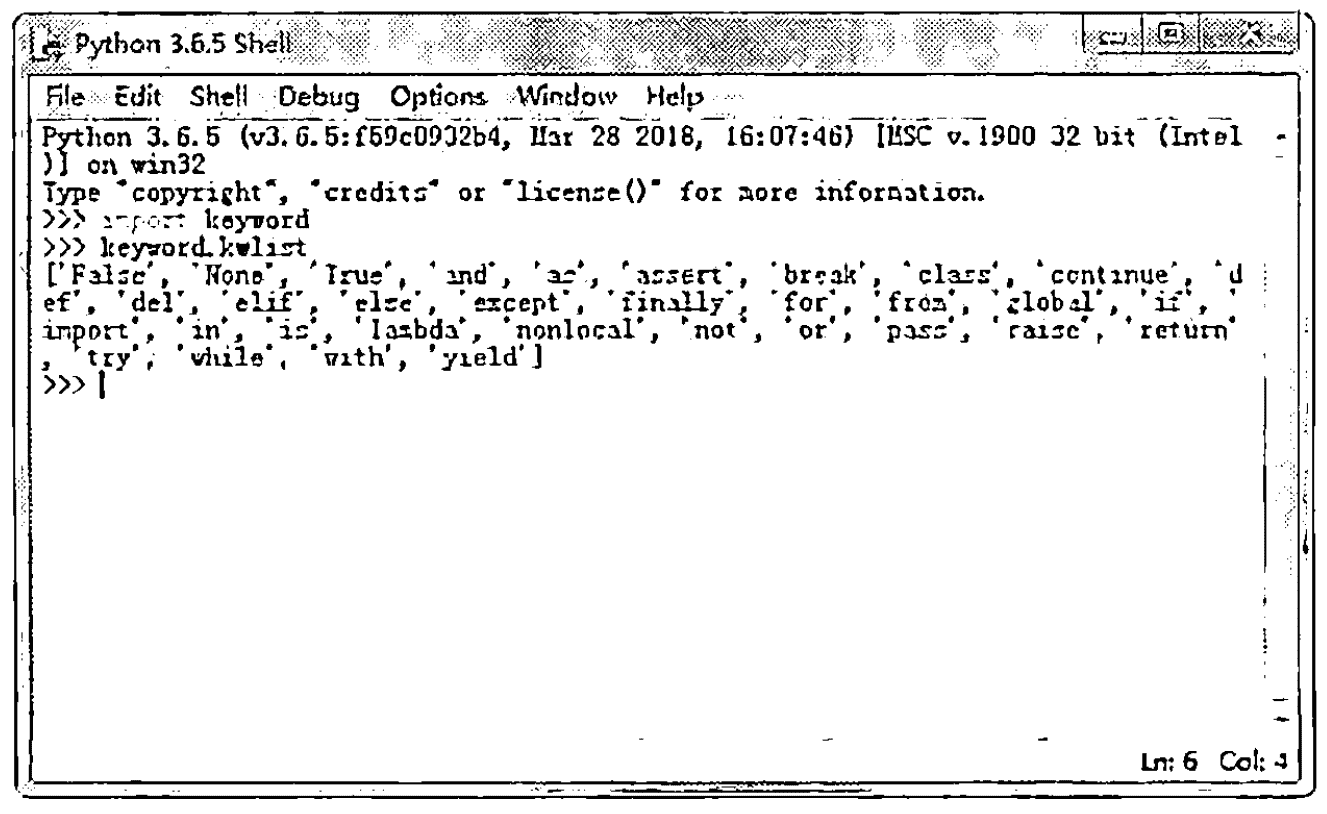 Python 3.6.5 Shell
File Edit Shell Debug Options Window Help
Python 3.6.5 (v3.6.5:f59c0932b4, Mar 28 2018, 16:07:46) [MSC v.1900 32 bit (Intel
)] on win32
Type "copyright", "credits" or "license()" for more information.
>>> import keyword
>>> keyword.kwlist
['False', 'None', 'True', 'and', 'as', 'assert', 'break', 'class', 'continue', 'd
ef', 'del', 'elif', 'else', 'except', 'finally', 'for', 'from', 'global', 'if', '
import', 'in', 'is', 'lambda', 'nonlocal', 'not', 'or', 'pass', 'raise', 'return'
, 'try', 'while', 'with', 'yield']
>>>
Ln: 6 Col: 4